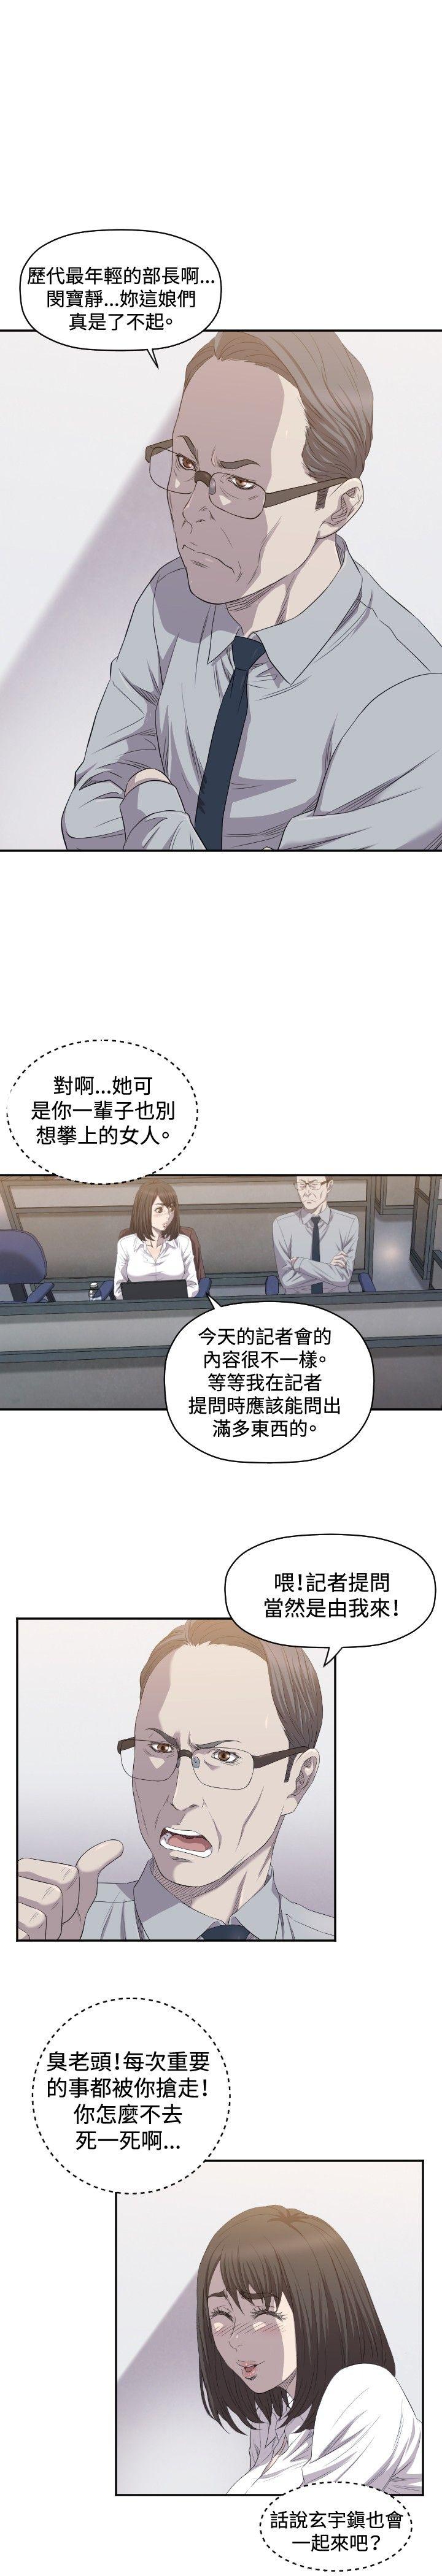 歷代最年輕的部長啊…
閔寶靜…妳這娘們
真是了不起。
對啊…她可
是你一輩子也別
想攀上的女人。
今天的記者會的
內容很不一樣。
等等我在記者
提問時應該能問出
滿多東西的。
喂！記者提問
當然是由我來！
臭老頭！每次重要
的事都被你搶走！
你怎麼不去
死一死啊…
話說玄宇鎭也會
一起來吧？